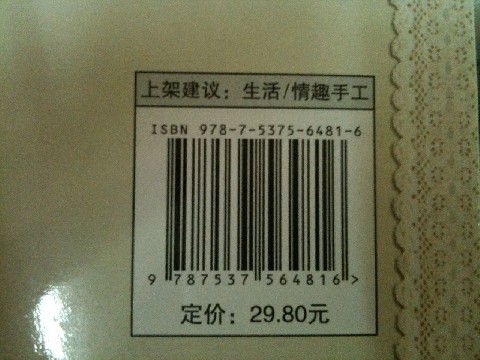 上架建议：生活/情趣手工
ISBN 978-7-5375-6481-6
9 787537 564816 >
定价：29.80元